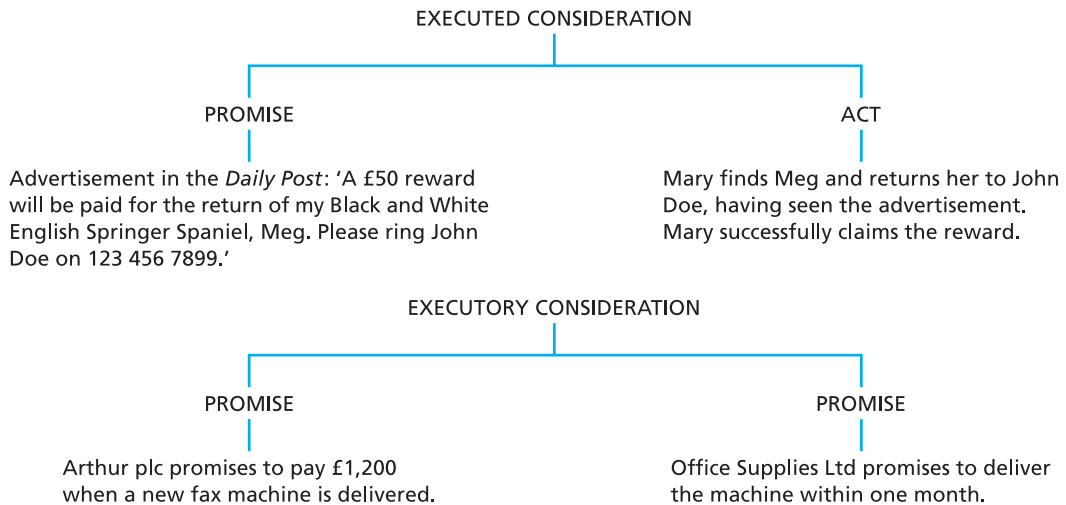 EXECUTED CONSIDERATION
PROMISE
ACT
Advertisement in the Daily Post: ‘A £50 reward
will be paid for the return of my Black and White
English Springer Spaniel, Meg. Please ring John
Doe on 123 456 7899.’
Mary finds Meg and returns her to John
Doe, having seen the advertisement.
Mary successfully claims the reward.
EXECUTORY CONSIDERATION
PROMISE
PROMISE
Arthur plc promises to pay £1,200
when a new fax machine is delivered.
Office Supplies Ltd promises to deliver
the machine within one month.